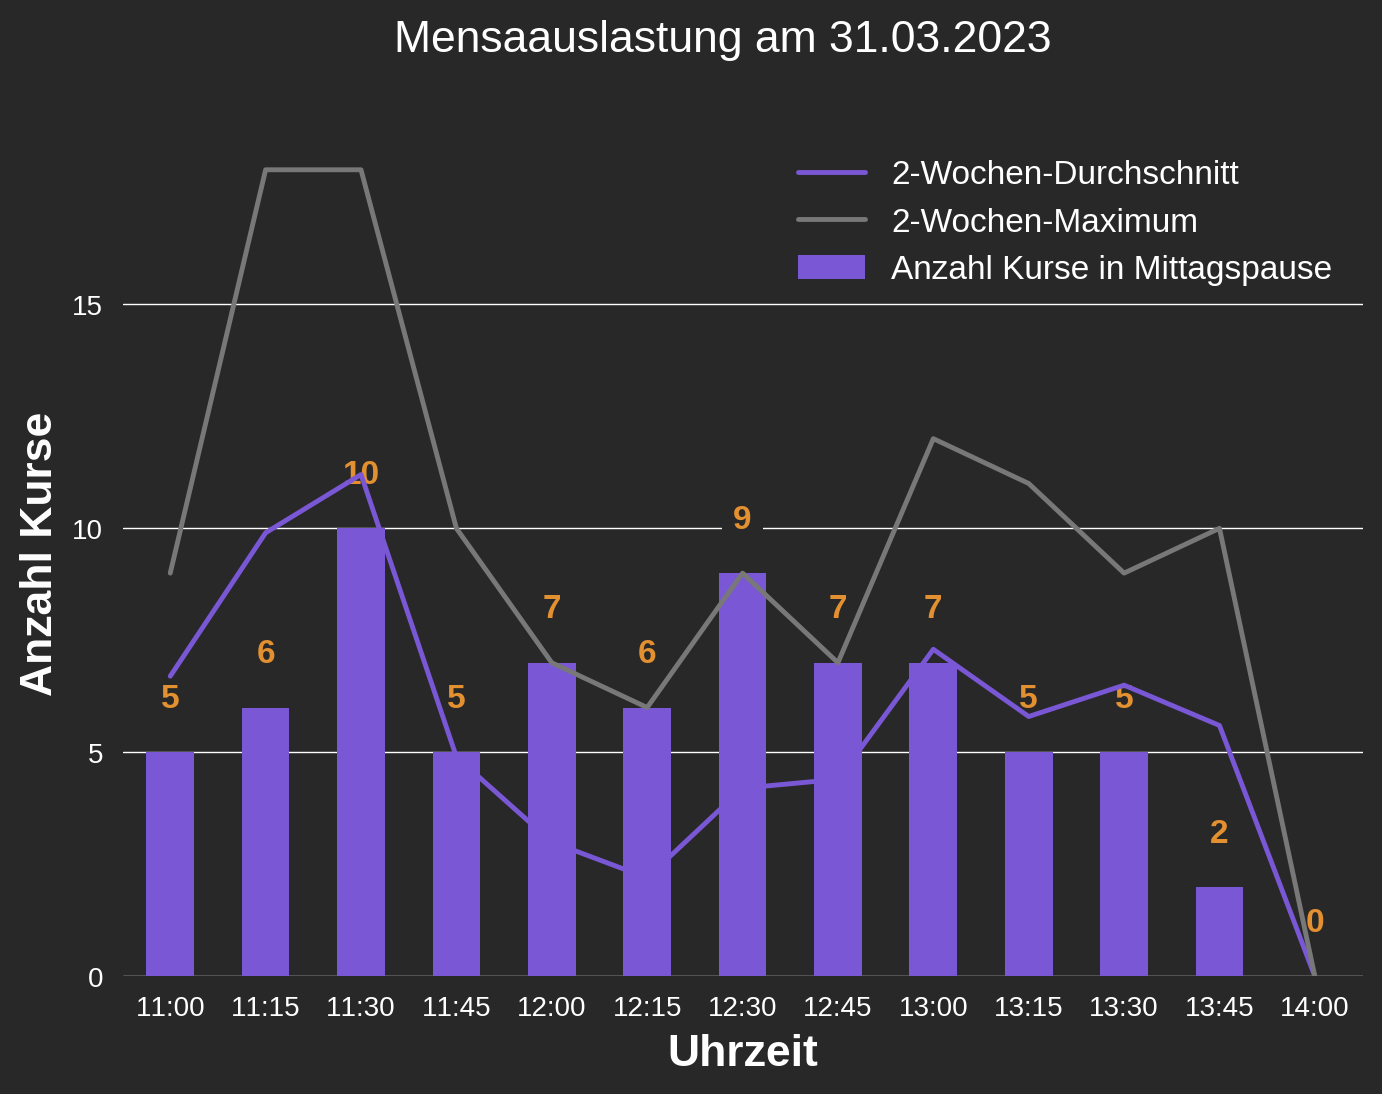 Mensaauslastung am 31.03.2023
2-Wochen-Durchschnitt
2-Wochen-Maximum
Anzahl Kurse in Mittagspause
Anzahl Kurse
15
10
5
0
5
6
10
5
7
6
9
7
7
5
5
2
0
11:00 11:15 11:30 11:45 12:00 12:15 12:30 12:45 13:00 13:15 13:30 13:45 14:00
Uhrzeit